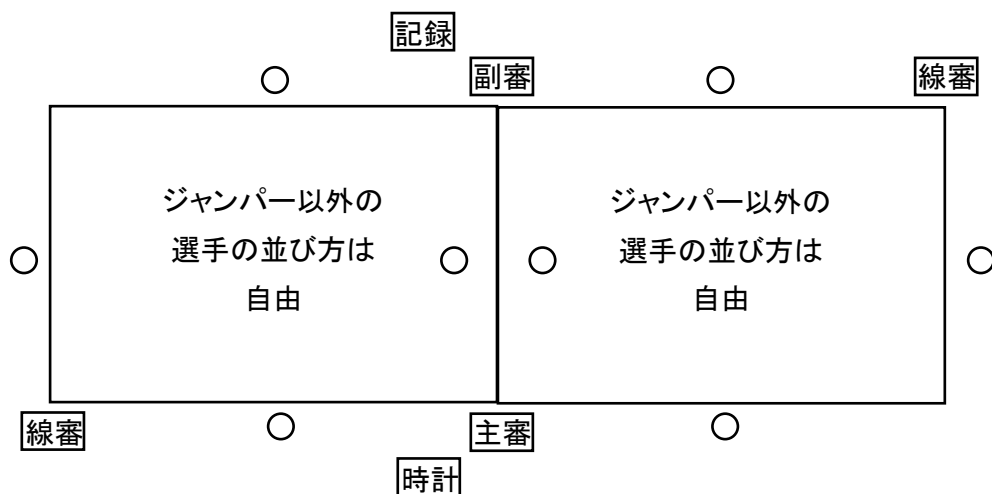 記録
副審
線審
ジャンパー以外の
選手の並び方は
自由
ジャンパー以外の
選手の並び方は
自由
線審
主審
時計